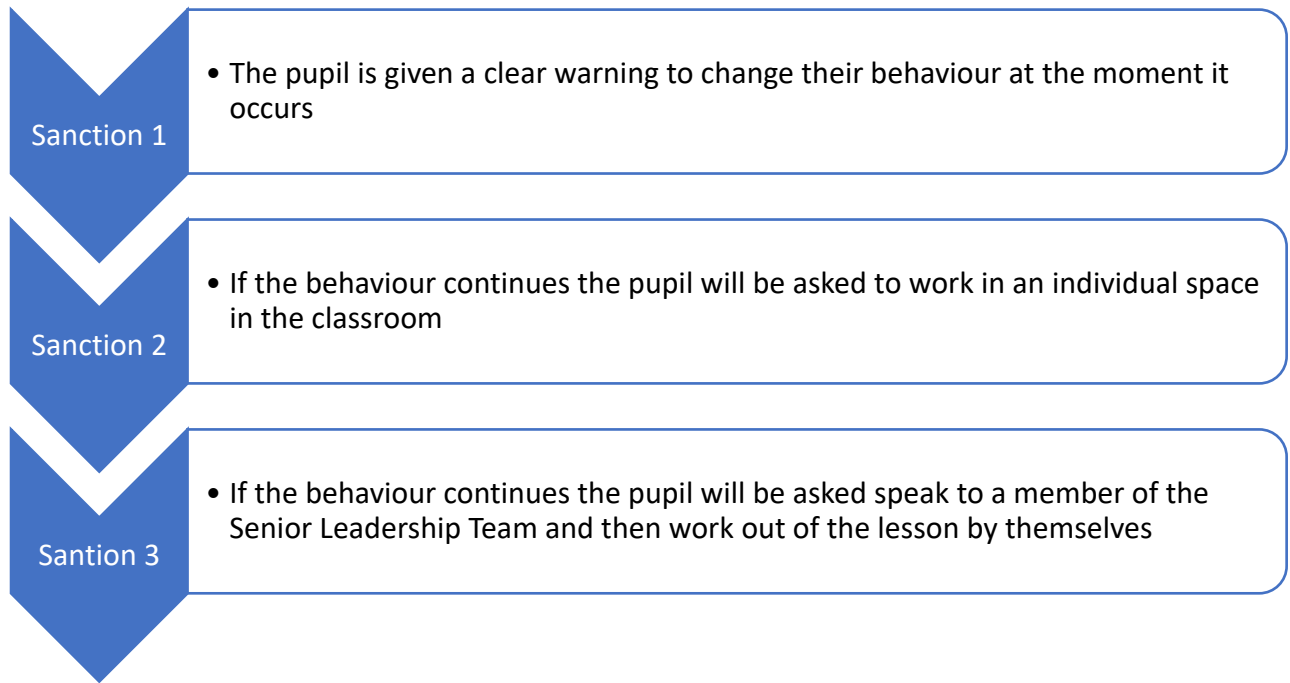 Sanction 1
• The pupil is given a clear warning to change their behaviour at the moment it
occurs
Sanction 2
• If the behaviour continues the pupil will be asked to work in an individual space
in the classroom
Santion 3
• If the behaviour continues the pupil will be asked speak to a member of the
Senior Leadership Team and then work out of the lesson by themselves